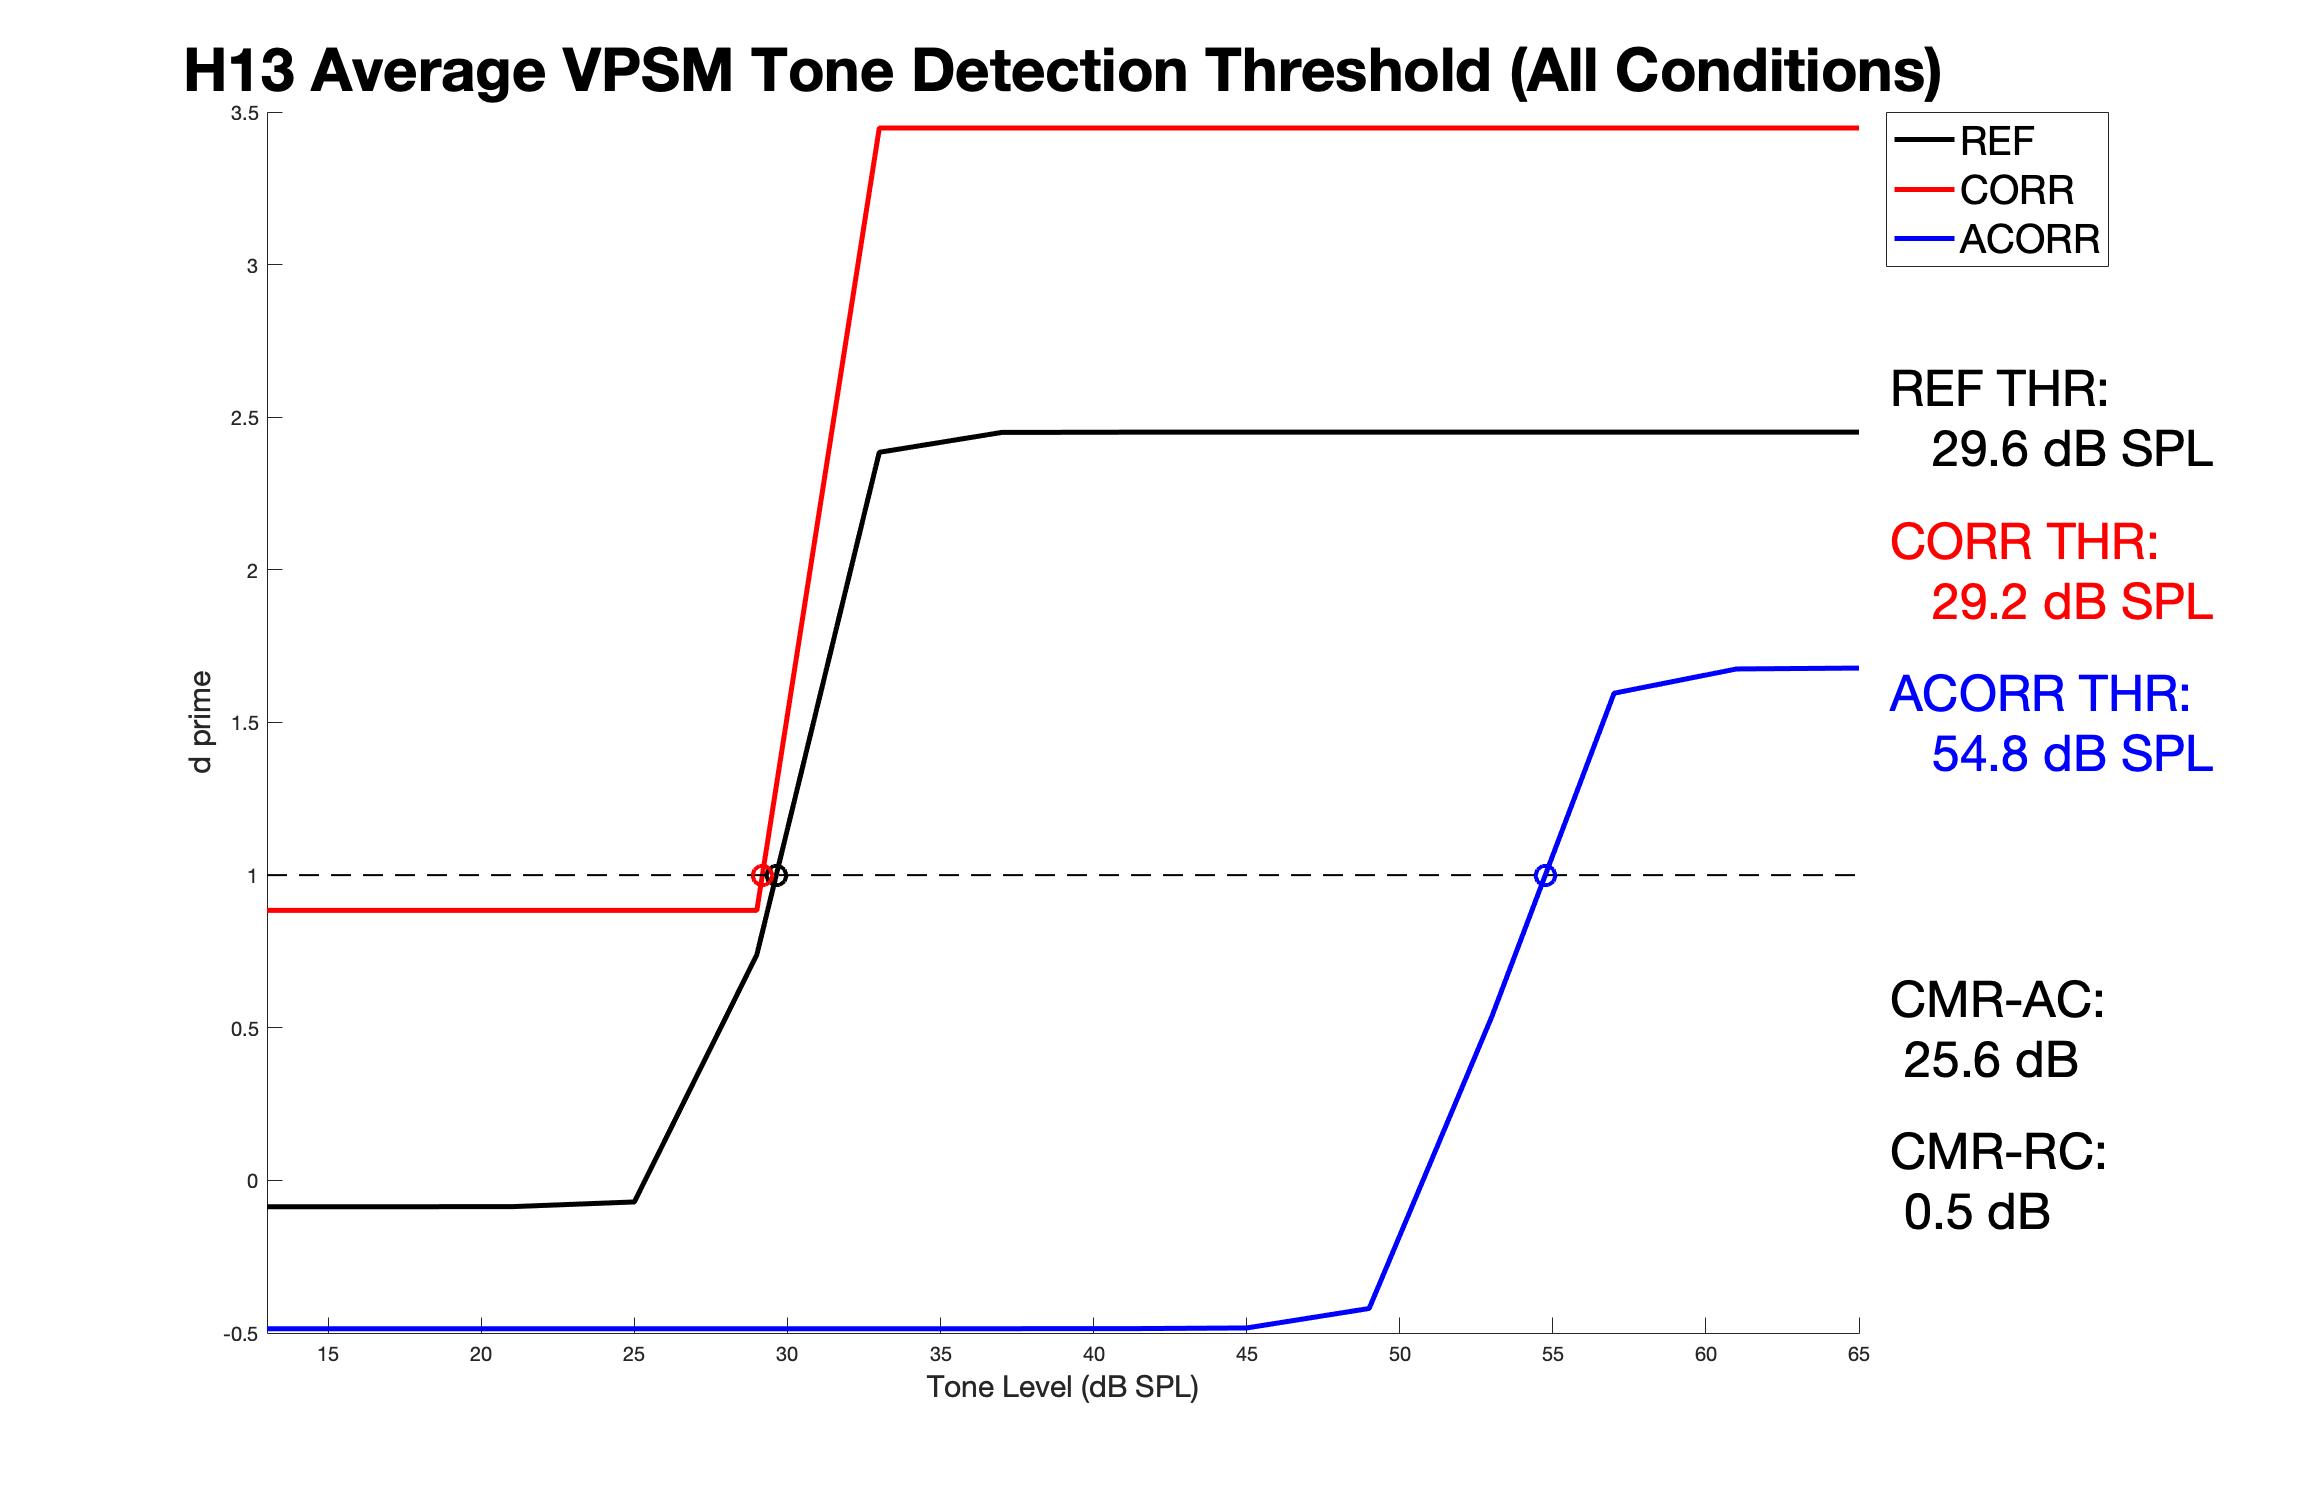 H13 Average VPSM Tone Detection Threshold (All Conditions)
3.5
3
2.5
2
1.5
1
0.5
0
-0.5
d prime
15 20 25 30 35 40 45 50 55 60 65
Tone Level (dB SPL)
REF
CORR
ACORR
REF THR:
29.6 dB SPL
CORR THR:
29.2 dB SPL
ACORR THR:
54.8 dB SPL
CMR-AC:
25.6 dB
CMR-RC:
0.5 dB